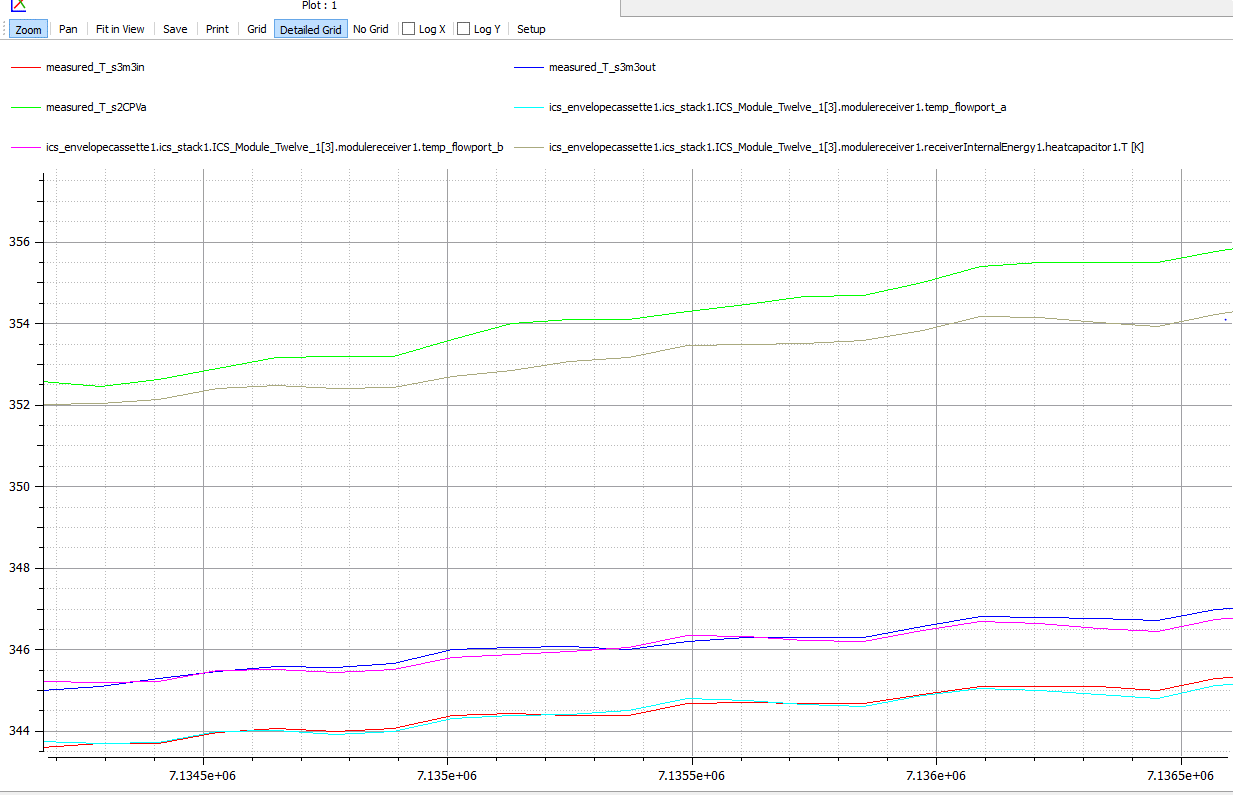 Plot : 1
Zoom Pan Fit in View Save Print Grid Detailed Grid No Grid Log X Log Y Setup
measured_T_s3m3in measured_T_s3m3out
measured_T_s2CPVa ics_envelopecassette1.ics_stack1.ICS_Module_Twelve_1[3].modulereceiver1.temp_flowport_a
ics_envelopecassette1.ics_stack1.ICS_Module_Twelve_1[3].modulereceiver1.temp_flowport_b ics_envelopecassette1.ics_stack1.ICS_Module_Twelve_1[3].modulereceiver1.receiverInternalEnergy1.heatcapacitor1.T [K]
356
354
352
350
348
346
344
7.1345e+06 7.135e+06 7.1355e+06 7.136e+06 7.1365e+06